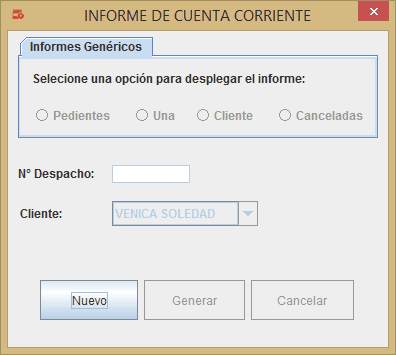 INFORME DE CUENTA CORRIENTE
Informes Genéricos
Selecione una opción para desplegar el informe:
Pedientes Una Cliente Canceladas
Nº Despacho:
Cliente: VENICA SOLEDAD
Nuevo Generar Cancelar